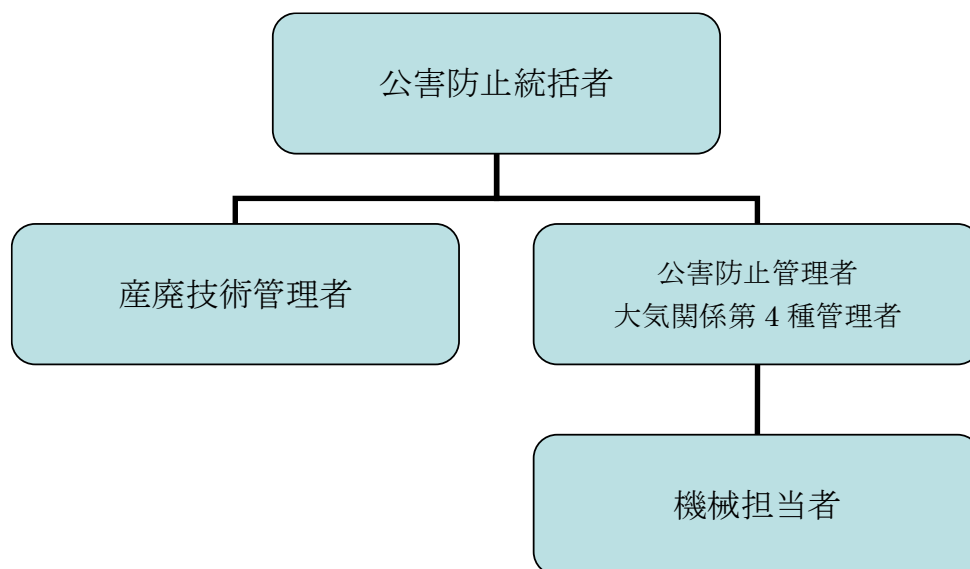 公害防止統括者
産廃技術管理者
公害防止管理者
大気関係第 4 種管理者
機械担当者